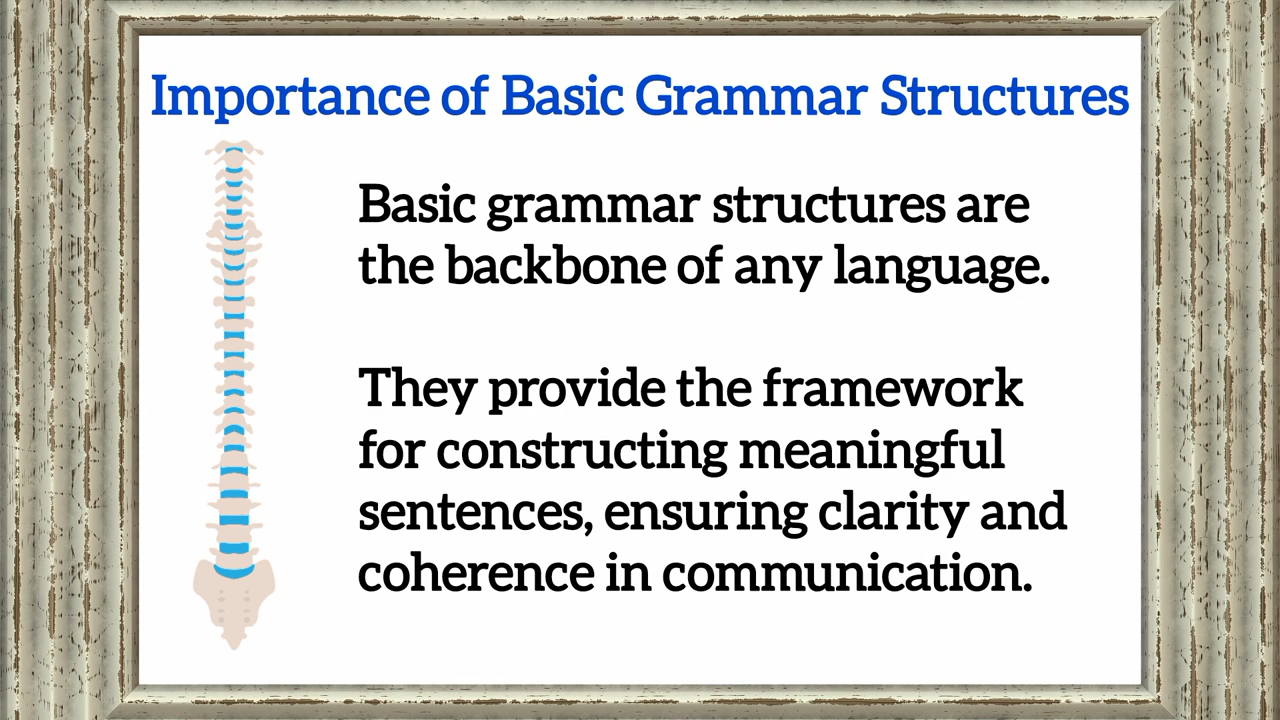 Importance of Basic Grammar Structures
Basic grammar structures are
the backbone of any language.
They provide the framework
for constructing meaningful
sentences, ensuring clarity and
coherence in communication.